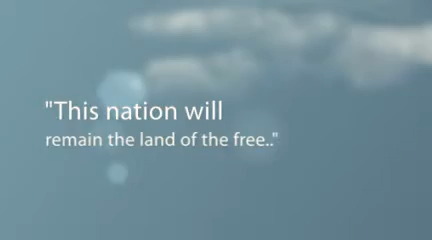 "This nation will
remain the land of the free.."